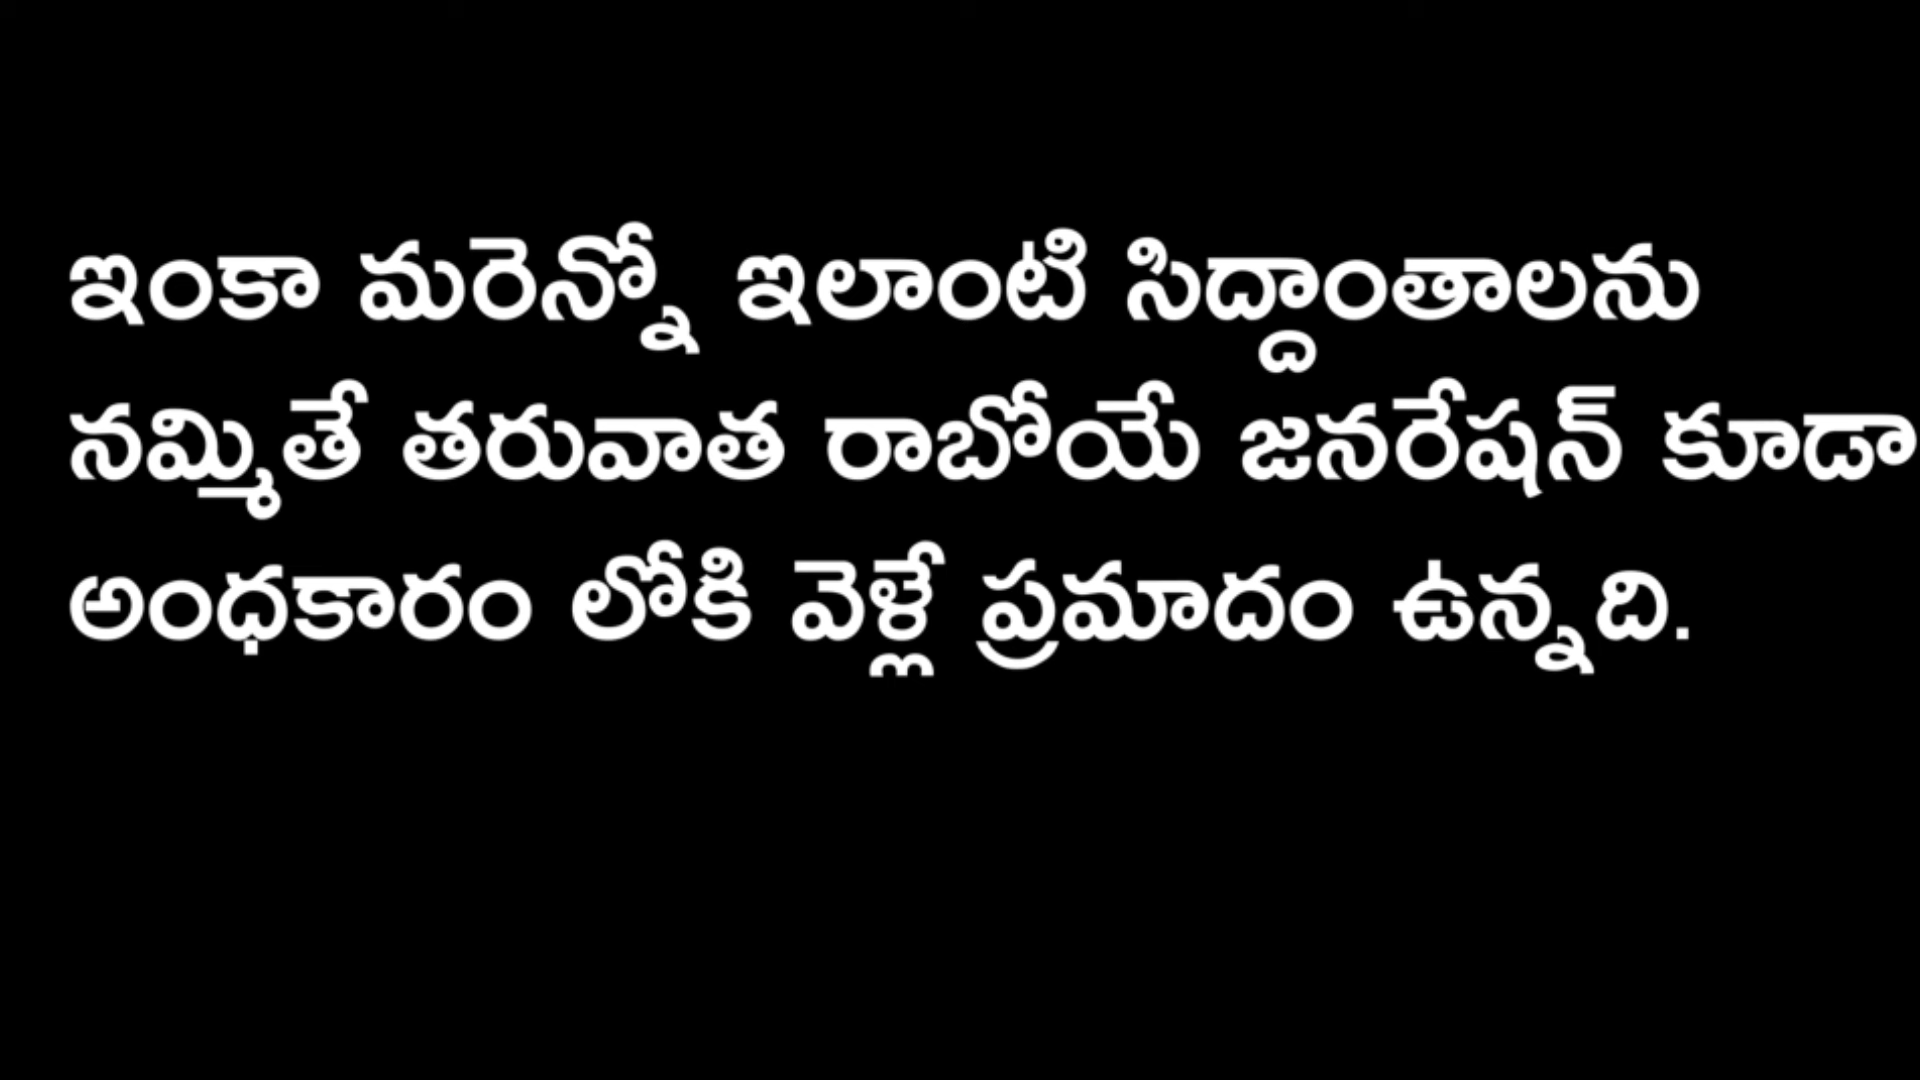 ఇంకా మరెన్నో ఇలాంటి సిద్దాంతాలను
నమ్మితే తరువాత రాబోయే జనరేషన్ కూడా
అంధకారం లోకి వెళ్లే ప్రమాదం ఉన్నది.